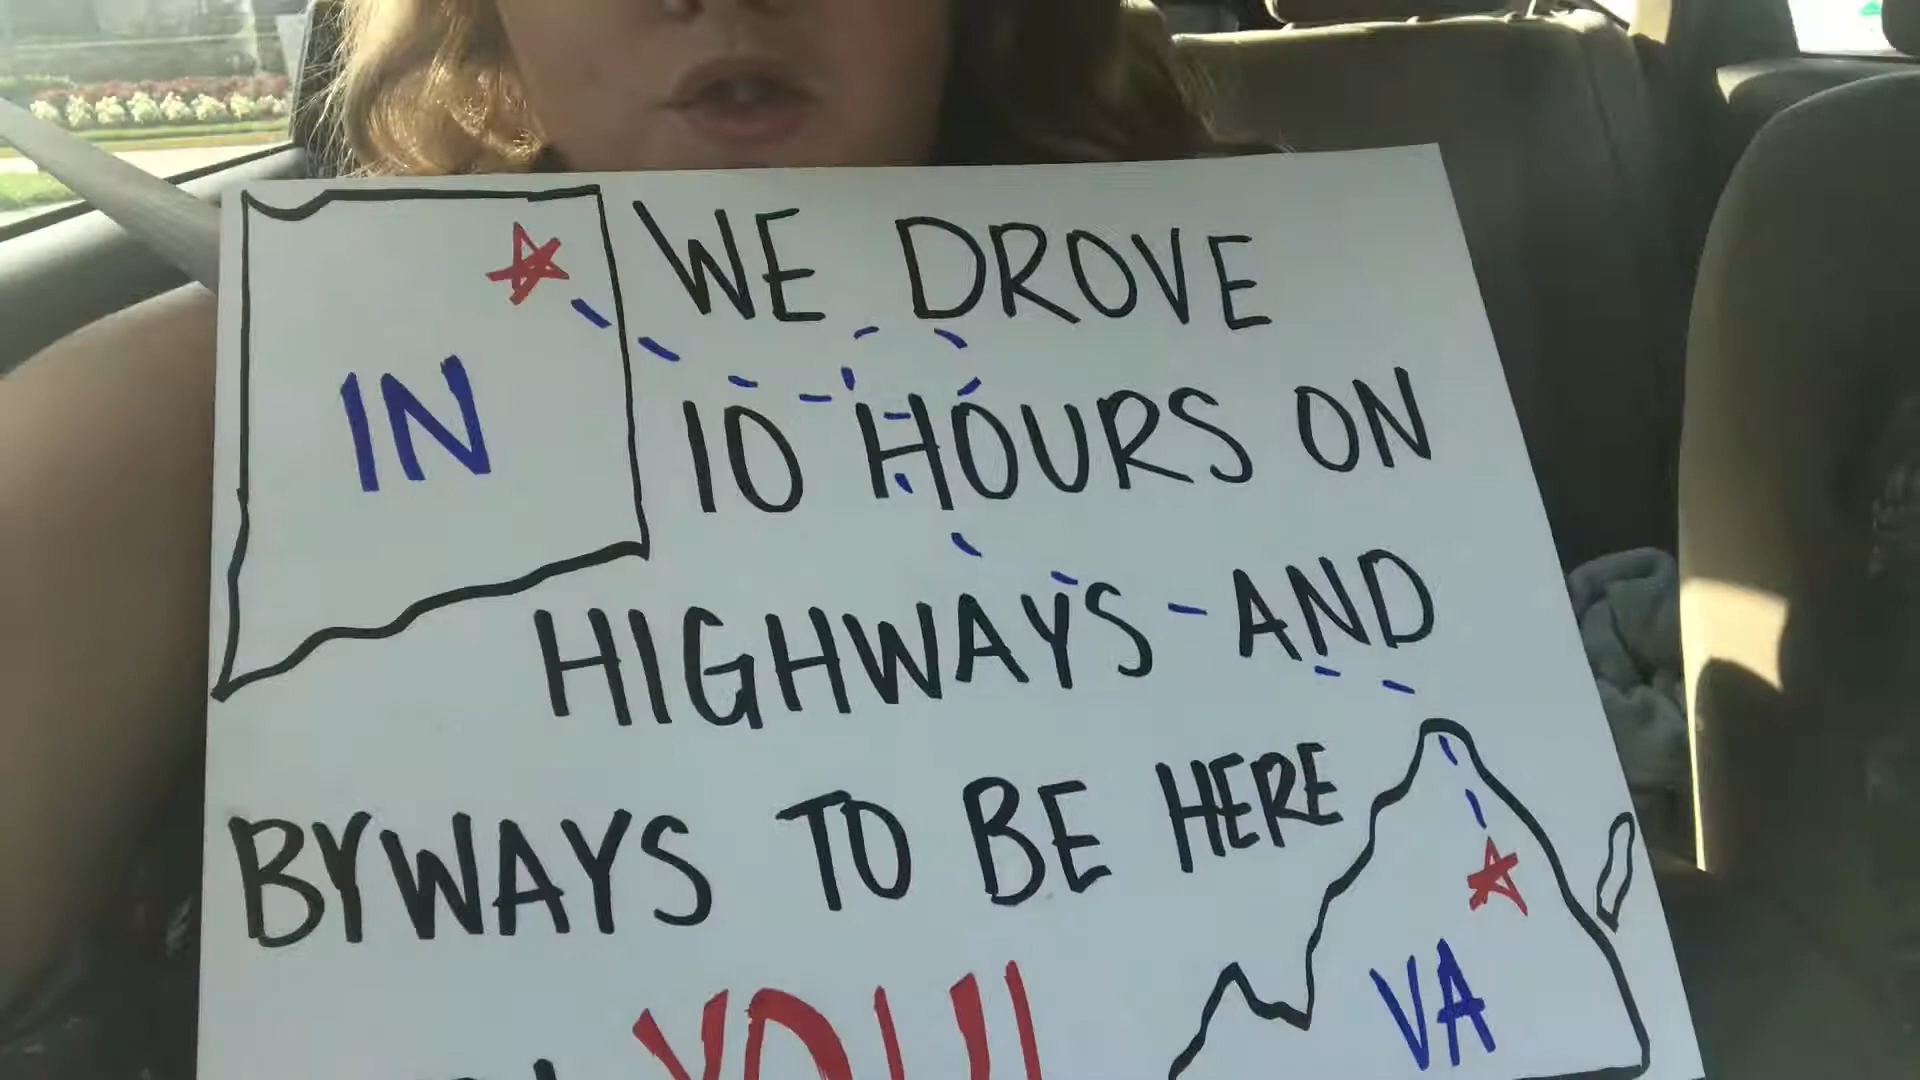 IN
WE DROVE
10 HOURS ON
HIGHWAYS AND
BYWAYS TO BE HERE
YOU!
VA